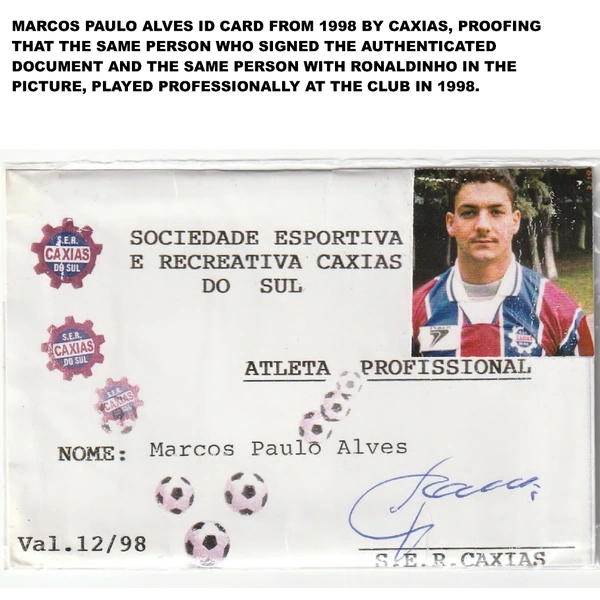 MARCOS PAULO ALVES ID CARD FROM 1998 BY CAXIAS, PROOFING
THAT THE SAME PERSON WHO SIGNED THE AUTHENTICATED
DOCUMENT AND THE SAME PERSON WITH RONALDINHO IN THE
PICTURE, PLAYED PROFESSIONALLY AT THE CLUB IN 1998.
S.E.R.
CAXIAS
DO SUL
SOCIEDADE ESPORTIVA
E RECREATIVA CAXIAS
DO SUL
S.E.R.
CAXIAS
DO SUL
ATLETA PROFISSIONAL
CAXIAS
NOME: Marcos Paulo Alves
Val.12/98
S.E.R. CAXIAS